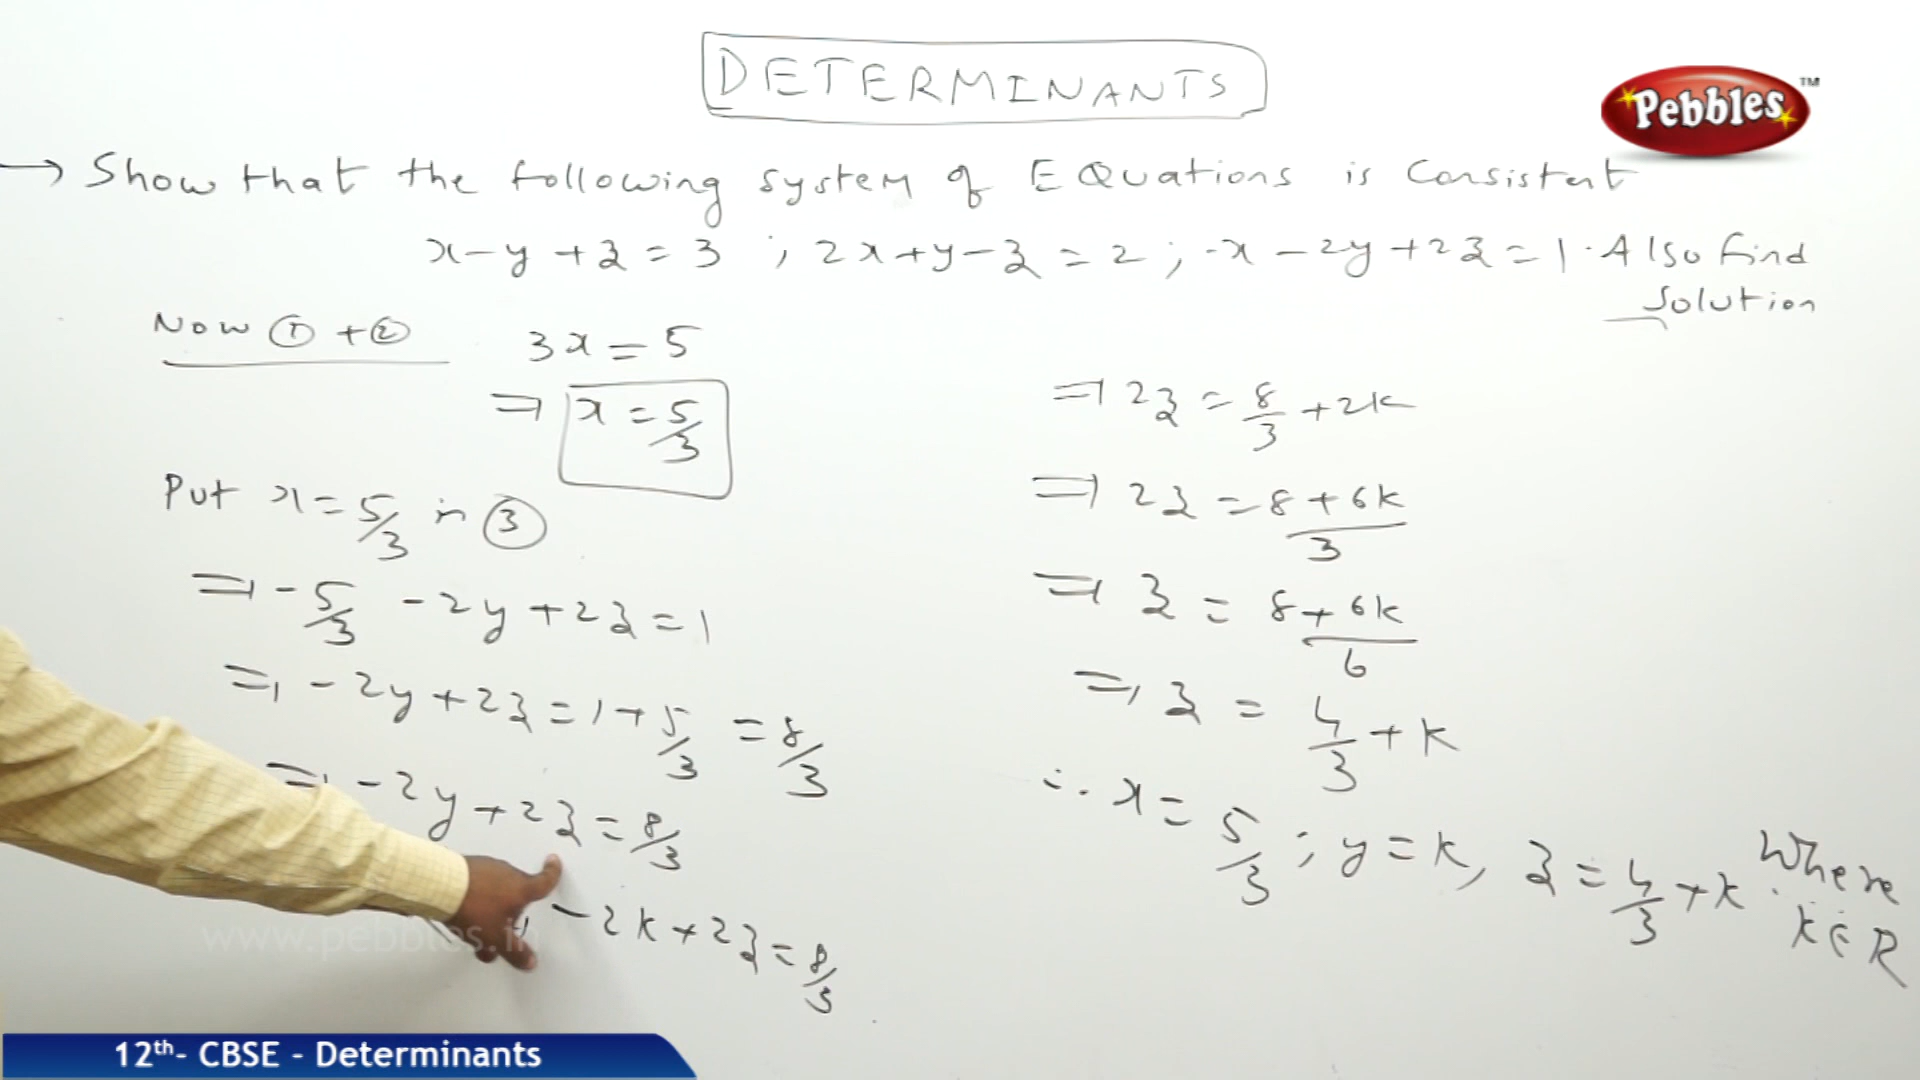 DETERMINANTS
Pebbles™
→ Show that the following system of EQuations is Consistent
x-y+z=3 ; 2x+y-z=2 ; -x-2y+2z=1. Also find
Solution
Now ① + ②
3x=5
⇒ x=5/3
Put x=5/3 in ③
⇒ -5/3 -2y+2z=1
⇒ -2y+2z=1+5/3 = 8/3
⇒ -2y+2z=8/3
-2k+2z=8/3
⇒ 2z = 8/3 +2k
⇒ 2z = 8+6k/3
⇒ z = 8+6k/6
⇒ z = 4/3 + k
∴ x=5/3 ; y=k, z=4/3+k. Where
k∈R
www.pebbles.in
12th- CBSE - Determinants